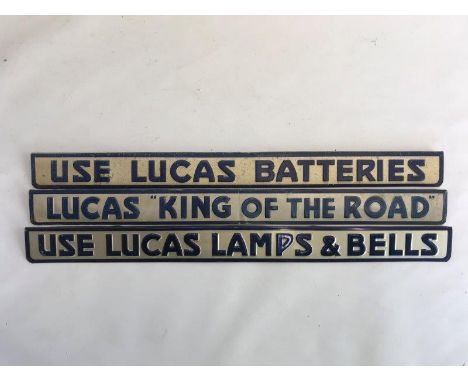 USE LUCAS BATTERIES
LUCAS "KING OF THE ROAD"
USE LUCAS LAMPS & BELLS